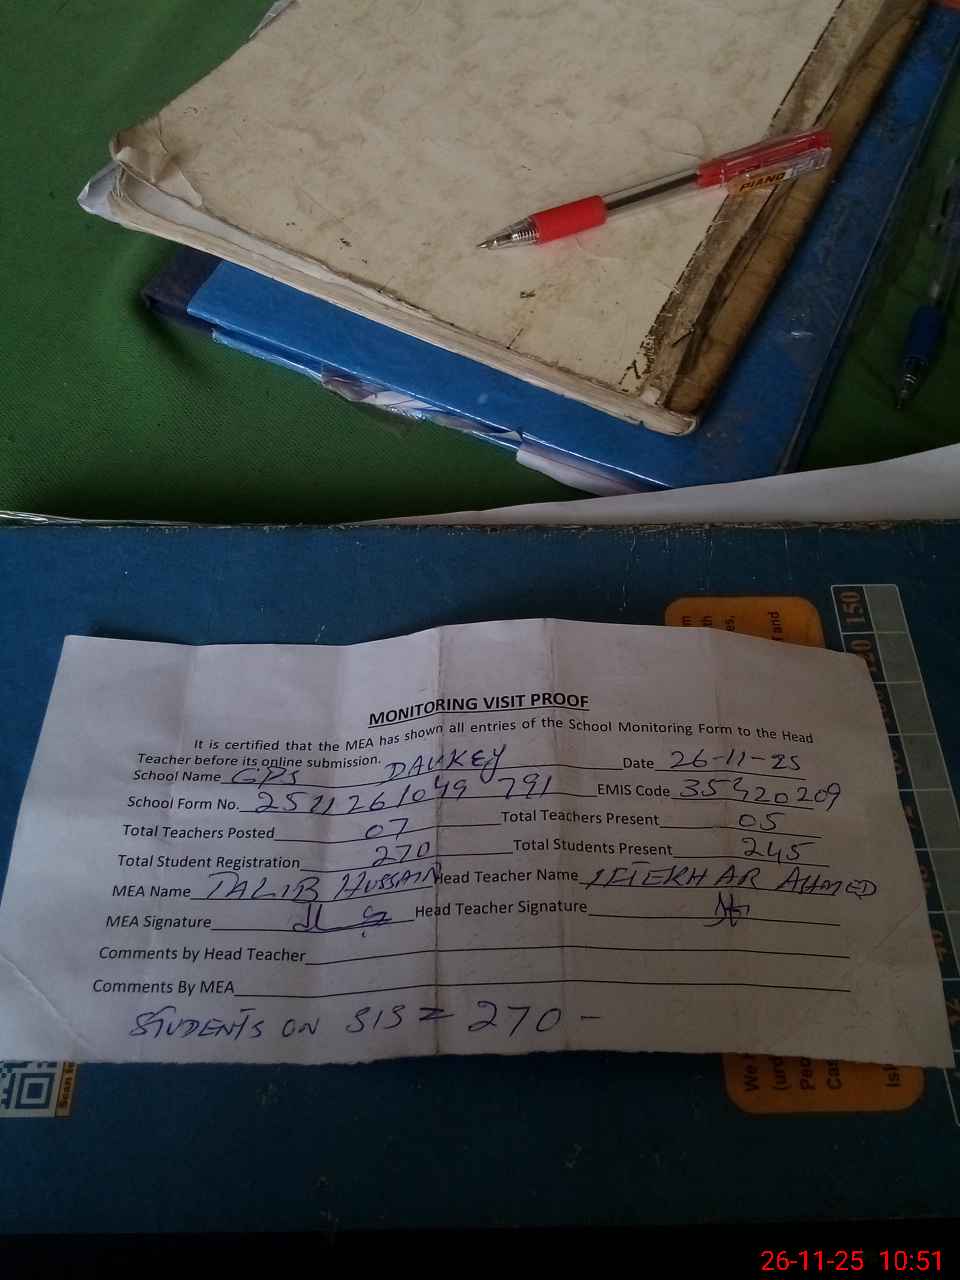 PIANO
150
120
MONITORING VISIT PROOF
It is certified that the MEA has shown all entries of the School Monitoring Form to the Head
Teacher before its online submission.
School Name GPS DAUKEY Date 26-11-25
School Form No. 2511261049 791 EMIS Code 35420209
Total Teachers Posted 07 Total Teachers Present 05
Total Student Registration 270 Total Students Present 245
MEA Name TALIB HUSSAIN Head Teacher Name IFTEKHAR AHMED
MEA Signature Head Teacher Signature
Comments by Head Teacher
Comments By MEA
STUDENTS ON SIS = 270 -
26-11-25 10:51